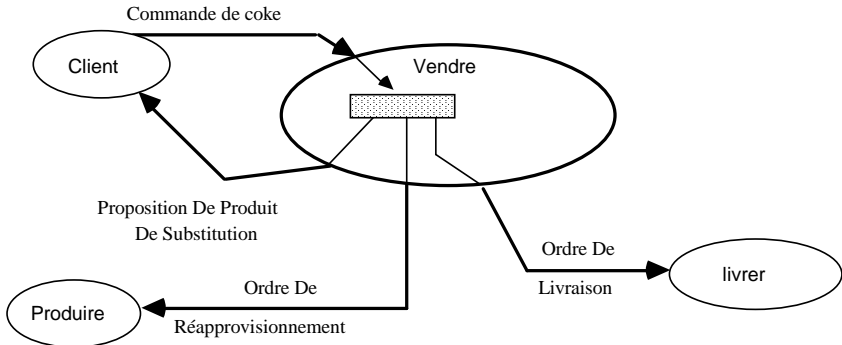 Commande de coke
Client
Vendre
Proposition De Produit
De Substitution
Ordre De
Livraison
livrer
Ordre De
Réapprovisionnement
Produire